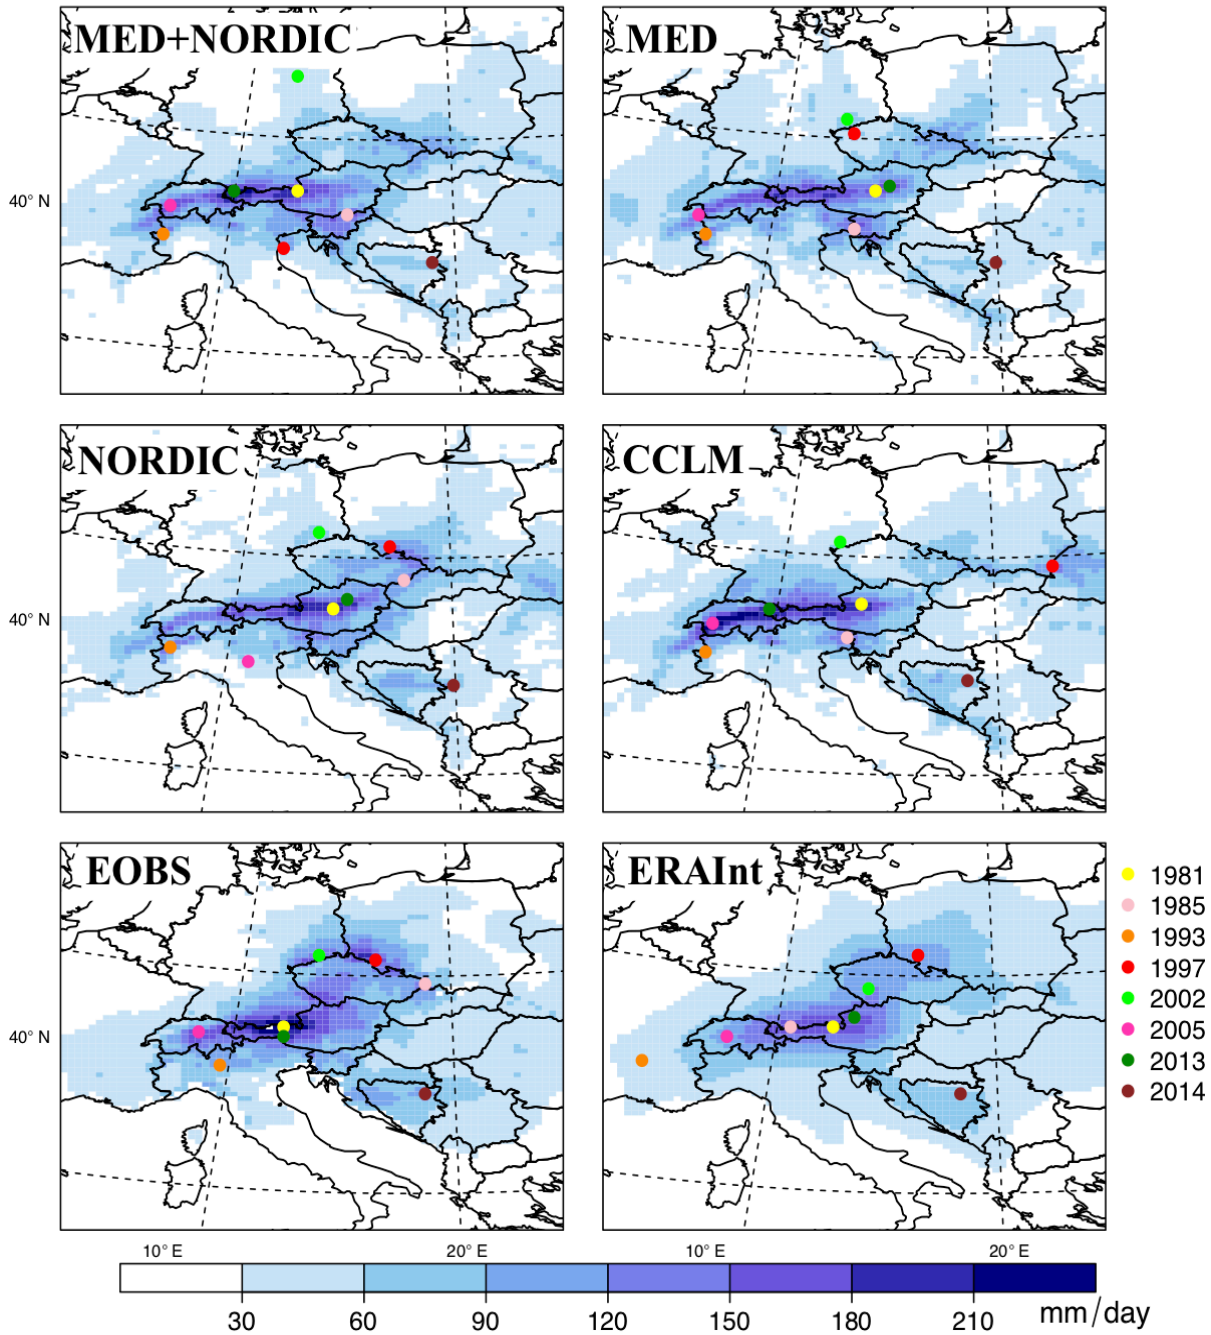 MED+NORDIC
MED
40° N
NORDIC
CCLM
40° N
EOBS
ERAInt
40° N
1981
1985
1993
1997
2002
2005
2013
2014
10° E
20° E
10° E
20° E
30
60
90
120
150
180
210
mm/day